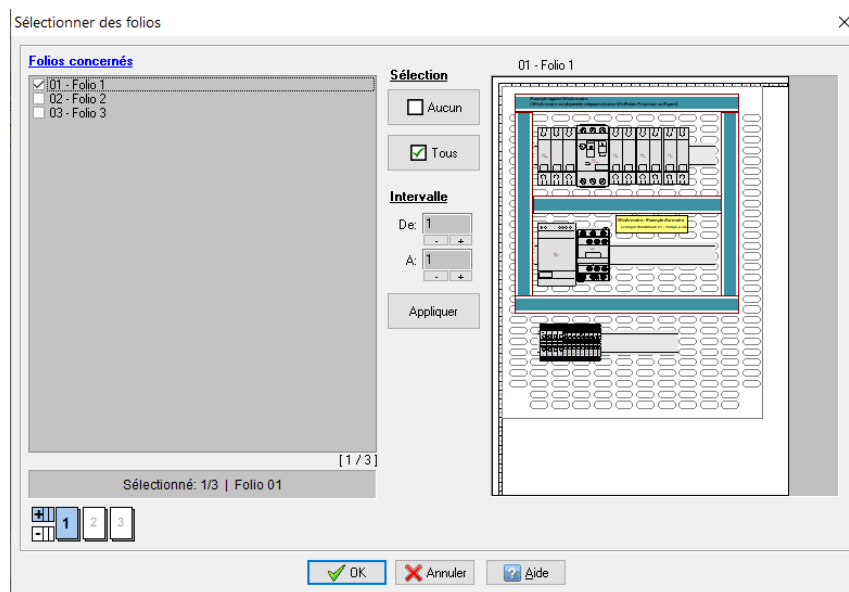 Sélectionner des folios
Folios concernés
01 - Folio 1
02 - Folio 2
03 - Folio 3
[1 / 3]
Sélectionné: 1/3 | Folio 01
1 2 3
Sélection
Aucun
Tous
Intervalle
De: 1
- +
A: 1
- +
Appliquer
01 - Folio 1
OK Annuler Aide